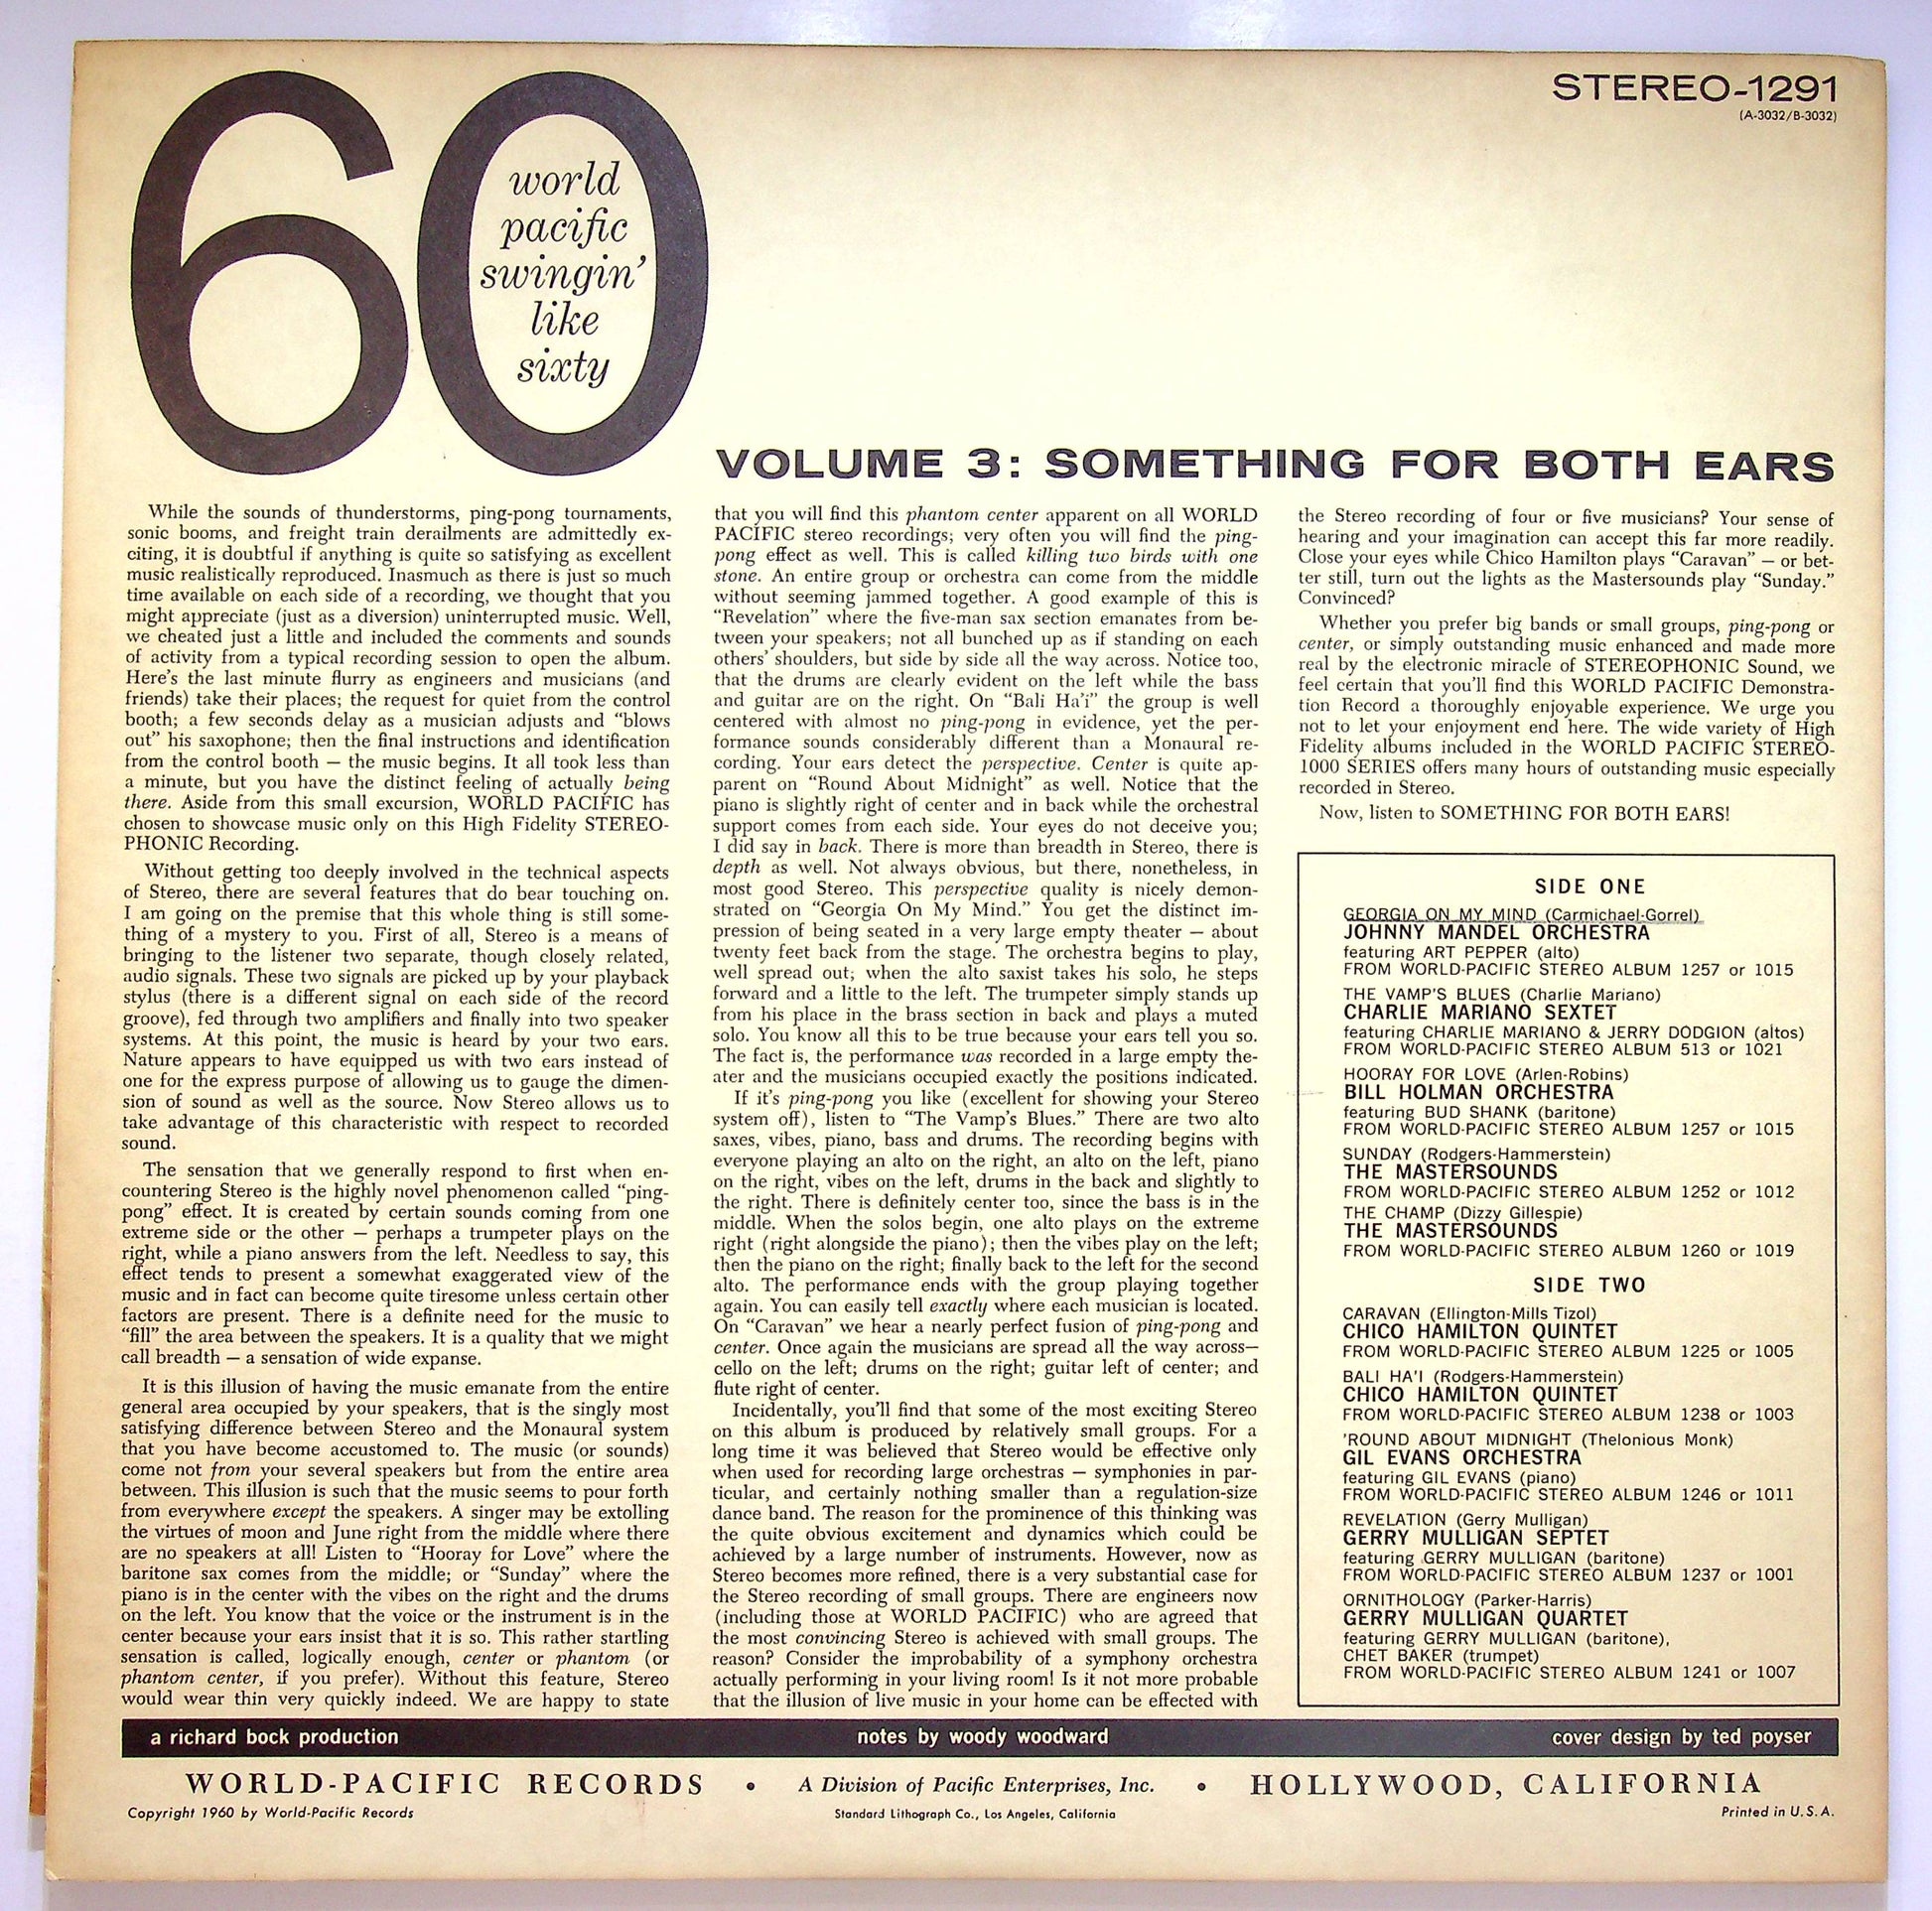 60
world
pacific
swingin’
like
sixty
STEREO-1291
(A-3032/B-3032)
VOLUME 3: SOMETHING FOR BOTH EARS
While the sounds of thunderstorms, ping-pong tournaments,
sonic booms, and freight train derailments are admittedly ex-
citing, it is doubtful if anything is quite so satisfying as excellent
music realistically reproduced. Inasmuch as there is just so much
time available on each side of a recording, we thought that you
might appreciate (just as a diversion) uninterrupted music. Well,
we cheated just a little and included the comments and sounds
of activity from a typical recording session to open the album.
Here’s the last minute flurry as engineers and musicians (and
friends) take their places; the request for quiet from the control
booth; a few seconds delay as a musician adjusts and “blows
out” his saxophone; then the final instructions and identification
from the control booth — the music begins. It all took less than
a minute, but you have the distinct feeling of actually being
there. Aside from this small excursion, WORLD PACIFIC has
chosen to showcase music only on this High Fidelity STEREO-
PHONIC Recording.
Without getting too deeply involved in the technical aspects
of Stereo, there are several features that do bear touching on.
I am going on the premise that this whole thing is still some-
thing of a mystery to you. First of all, Stereo is a means of
bringing to the listener two separate, though closely related,
audio signals. These two signals are picked up by your playback
stylus (there is a different signal on each side of the record
groove), fed through two amplifiers and finally into two speaker
systems. At this point, the music is heard by your two ears.
Nature appears to have equipped us with two ears instead of
one for the express purpose of allowing us to gauge the dimen-
sion of sound as well as the source. Now Stereo allows us to
take advantage of this characteristic with respect to recorded
sound.
The sensation that we generally respond to first when en-
countering Stereo is the highly novel phenomenon called “ping-
pong” effect. It is created by certain sounds coming from one
extreme side or the other — perhaps a trumpeter plays on the
right, while a piano answers from the left. Needless to say, this
effect tends to present a somewhat exaggerated view of the
music and in fact can become quite tiresome unless certain other
factors are present. There is a definite need for the music to
“fill” the area between the speakers. It is a quality that we might
call breadth — a sensation of wide expanse.
It is this illusion of having the music emanate from the entire
general area occupied by your speakers, that is the singly most
satisfying difference between Stereo and the Monaural system
that you have become accustomed to. The music (or sounds)
come not from your several speakers but from the entire area
between. This illusion is such that the music seems to pour forth
from everywhere except the speakers. A singer may be extolling
the virtues of moon and June right from the middle where there
are no speakers at all! Listen to “Hooray for Love” where the
baritone sax comes from the middle; or “Sunday” where the
piano is in the center with the vibes on the right and the drums
on the left. You know that the voice or the instrument is in the
center because your ears insist that it is so. This rather startling
sensation is called, logically enough, center or phantom (or
phantom center, if you prefer). Without this feature, Stereo
would wear thin very quickly indeed. We are happy to state
that you will find this phantom center apparent on all WORLD
PACIFIC stereo recordings; very often you will find the ping-
pong effect as well. This is called killing two birds with one
stone. An entire group or orchestra can come from the middle
without seeming jammed together. A good example of this is
“Revelation” where the five-man sax section emanates from be-
tween your speakers; not all bunched up as if standing on each
others’ shoulders, but side by side all the way across. Notice too,
that the drums are clearly evident on the left while the bass
and guitar are on the right. On “Bali Ha’i” the group is well
centered with almost no ping-pong in evidence, yet the per-
formance sounds considerably different than a Monaural re-
cording. Your ears detect the perspective. Center is quite ap-
parent on “Round About Midnight” as well. Notice that the
piano is slightly right of center and in back while the orchestral
support comes from each side. Your eyes do not deceive you;
I did say in back. There is more than breadth in Stereo, there is
depth as well. Not always obvious, but there, nonetheless, in
most good Stereo. This perspective quality is nicely demon-
strated on “Georgia On My Mind.” You get the distinct im-
pression of being seated in a very large empty theater — about
twenty feet back from the stage. The orchestra begins to play,
well spread out; when the alto saxist takes his solo, he steps
forward and a little to the left. The trumpeter simply stands up
from his place in the brass section in back and plays a muted
solo. You know all this to be true because your ears tell you so.
The fact is, the performance was recorded in a large empty the-
ater and the musicians occupied exactly the positions indicated.
If it’s ping-pong you like (excellent for showing your Stereo
system off), listen to “The Vamp’s Blues.” There are two alto
saxes, vibes, piano, bass and drums. The recording begins with
everyone playing an alto on the right, an alto on the left, piano
on the right, vibes on the left, drums in the back and slightly to
the right. There is definitely center too, since the bass is in the
middle. When the solos begin, one alto plays on the extreme
right (right alongside the piano); then the vibes play on the left;
then the piano on the right; finally back to the left for the second
alto. The performance ends with the group playing together
again. You can easily tell exactly where each musician is located.
On “Caravan” we hear a nearly perfect fusion of ping-pong and
center. Once again the musicians are spread all the way across—
cello on the left; drums on the right; guitar left of center; and
flute right of center.
Incidentally, you’ll find that some of the most exciting Stereo
on this album is produced by relatively small groups. For a
long time it was believed that Stereo would be effective only
when used for recording large orchestras — symphonies in par-
ticular, and certainly nothing smaller than a regulation-size
dance band. The reason for the prominence of this thinking was
the quite obvious excitement and dynamics which could be
achieved by a large number of instruments. However, now as
Stereo becomes more refined, there is a very substantial case for
the Stereo recording of small groups. There are engineers now
(including those at WORLD PACIFIC) who are agreed that
the most convincing Stereo is achieved with small groups. The
reason? Consider the improbability of a symphony orchestra
actually performing in your living room! Is it not more probable
that the illusion of live music in your home can be effected with
the Stereo recording of four or five musicians? Your sense of
hearing and your imagination can accept this far more readily.
Close your eyes while Chico Hamilton plays “Caravan” — or bet-
ter still, turn out the lights as the Mastersounds play “Sunday.”
Convinced?
Whether you prefer big bands or small groups, ping-pong or
center, or simply outstanding music enhanced and made more
real by the electronic miracle of STEREOPHONIC Sound, we
feel certain that you’ll find this WORLD PACIFIC Demonstra-
tion Record a thoroughly enjoyable experience. We urge you
not to let your enjoyment end here. The wide variety of High
Fidelity albums included in the WORLD PACIFIC STEREO-
1000 SERIES offers many hours of outstanding music especially
recorded in Stereo.
Now, listen to SOMETHING FOR BOTH EARS!
SIDE ONE
GEORGIA ON MY MIND (Carmichael-Gorrel)
JOHNNY MANDEL ORCHESTRA
featuring ART PEPPER (alto)
FROM WORLD-PACIFIC STEREO ALBUM 1257 or 1015
THE VAMP’S BLUES (Charlie Mariano)
CHARLIE MARIANO SEXTET
featuring CHARLIE MARIANO & JERRY DODGION (altos)
FROM WORLD-PACIFIC STEREO ALBUM 513 or 1021
HOORAY FOR LOVE (Arlen-Robins)
BILL HOLMAN ORCHESTRA
featuring BUD SHANK (baritone)
FROM WORLD-PACIFIC STEREO ALBUM 1257 or 1015
SUNDAY (Rodgers-Hammerstein)
THE MASTERSOUNDS
FROM WORLD-PACIFIC STEREO ALBUM 1252 or 1012
THE CHAMP (Dizzy Gillespie)
THE MASTERSOUNDS
FROM WORLD-PACIFIC STEREO ALBUM 1260 or 1019
SIDE TWO
CARAVAN (Ellington-Mills Tizol)
CHICO HAMILTON QUINTET
FROM WORLD-PACIFIC STEREO ALBUM 1225 or 1005
BALI HA’I (Rodgers-Hammerstein)
CHICO HAMILTON QUINTET
FROM WORLD-PACIFIC STEREO ALBUM 1238 or 1003
’ROUND ABOUT MIDNIGHT (Thelonious Monk)
GIL EVANS ORCHESTRA
featuring GIL EVANS (piano)
FROM WORLD-PACIFIC STEREO ALBUM 1246 or 1011
REVELATION (Gerry Mulligan)
GERRY MULLIGAN SEPTET
featuring GERRY MULLIGAN (baritone)
FROM WORLD-PACIFIC STEREO ALBUM 1237 or 1001
ORNITHOLOGY (Parker-Harris)
GERRY MULLIGAN QUARTET
featuring GERRY MULLIGAN (baritone),
CHET BAKER (trumpet)
FROM WORLD-PACIFIC STEREO ALBUM 1241 or 1007
a richard bock production notes by woody woodward cover design by ted poyser
WORLD-PACIFIC RECORDS • A Division of Pacific Enterprises, Inc. • HOLLYWOOD, CALIFORNIA
Copyright 1960 by World-Pacific Records Standard Lithograph Co., Los Angeles, California Printed in U.S.A.